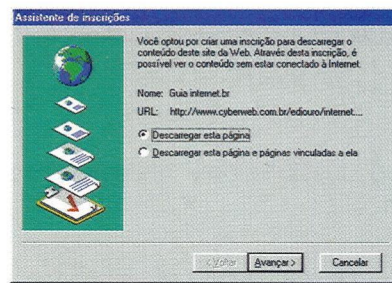 Assistente de inscrições
Você optou por criar uma inscrição para descarregar o
conteúdo deste site da Web. Através desta inscrição, é
possível ver o conteúdo sem estar conectado à Internet.
Nome: Guia internet.br
URL: http://www.cyberweb.com.br/ediouro/internet....
Descarregar esta página
Descarregar esta página e páginas vinculadas a ela
< Voltar
Avançar >
Cancelar